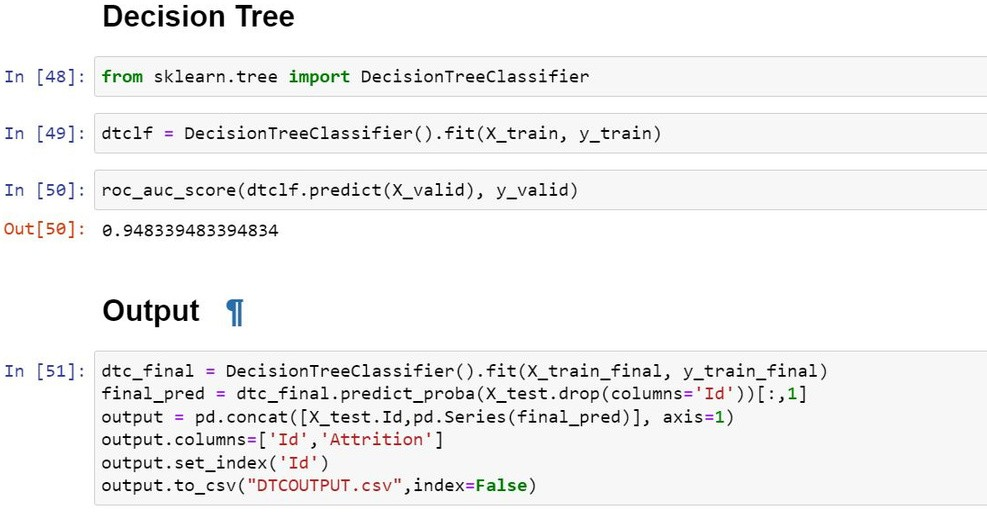 Decision Tree
In [48]: from sklearn.tree import DecisionTreeClassifier
In [49]: dtclf = DecisionTreeClassifier().fit(X_train, y_train)
In [50]: roc_auc_score(dtclf.predict(X_valid), y_valid)
Out[50]: 0.948339483394834
Output ¶
In [51]: dtc_final = DecisionTreeClassifier().fit(X_train_final, y_train_final)
final_pred = dtc_final.predict_proba(X_test.drop(columns='Id'))[:,1]
output = pd.concat([X_test.Id,pd.Series(final_pred)], axis=1)
output.columns=['Id','Attrition']
output.set_index('Id')
output.to_csv("DTCOUTPUT.csv",index=False)